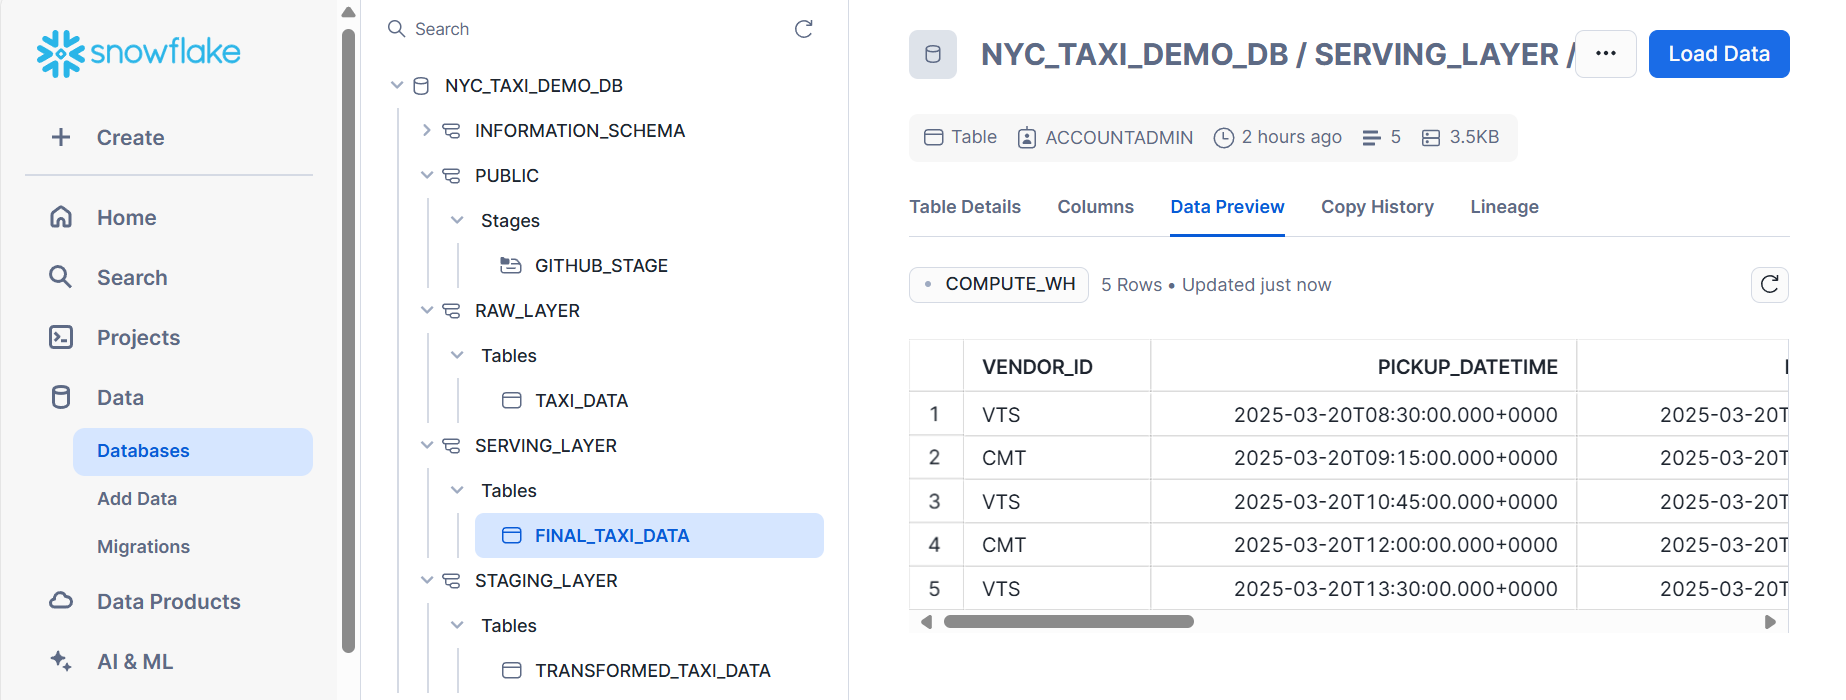 snowflake
Create
Home
Search
Projects
Data
Databases
Add Data
Migrations
Data Products
AI & ML
Search
NYC_TAXI_DEMO_DB
INFORMATION_SCHEMA
PUBLIC
Stages
GITHUB_STAGE
RAW_LAYER
Tables
TAXI_DATA
SERVING_LAYER
Tables
FINAL_TAXI_DATA
STAGING_LAYER
Tables
TRANSFORMED_TAXI_DATA
NYC_TAXI_DEMO_DB / SERVING_LAYER / ... Load Data
Table ACCOUNTADMIN 2 hours ago 5 3.5KB
Table Details Columns Data Preview Copy History Lineage
COMPUTE_WH 5 Rows • Updated just now
VENDOR_ID PICKUP_DATETIME
1 VTS 2025-03-20T08:30:00.000+0000 2025-03-20T
2 CMT 2025-03-20T09:15:00.000+0000 2025-03-20T
3 VTS 2025-03-20T10:45:00.000+0000 2025-03-20T
4 CMT 2025-03-20T12:00:00.000+0000 2025-03-20T
5 VTS 2025-03-20T13:30:00.000+0000 2025-03-20T